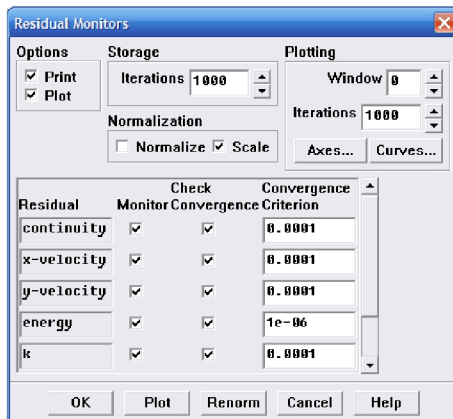 Residual Monitors
Options
Print
Plot
Storage
Iterations 1000
Normalization
Normalize Scale
Plotting
Window 0
Iterations 1000
Axes... Curves...
Residual Monitor Check Convergence Convergence Criterion
continuity 0.0001
x-velocity 0.0001
y-velocity 0.0001
energy 1e-06
k 0.0001
OK Plot Renorm Cancel Help